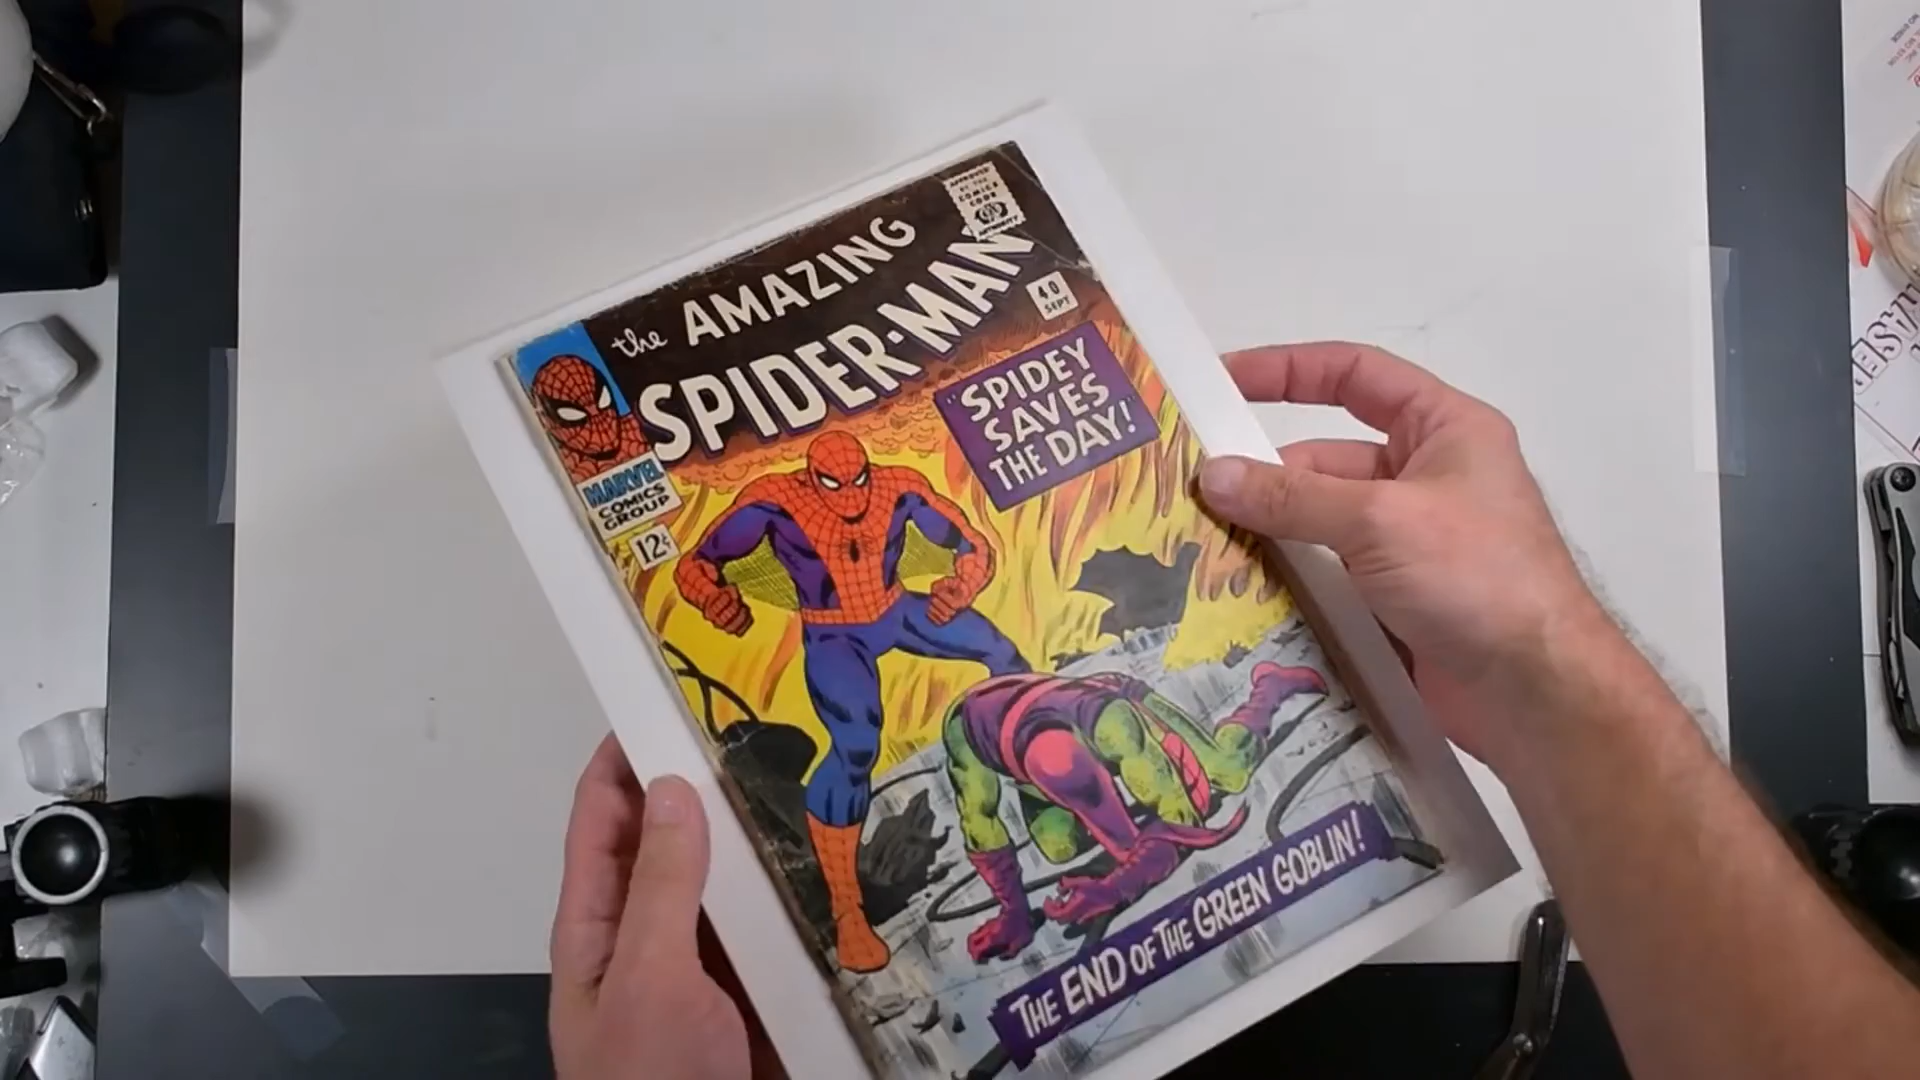 APPROVED
BY THE
COMICS
CODE
AUTHORITY
the AMAZING
SPIDER-MAN
40
SEPT
MARVEL
COMICS
GROUP
12¢
"SPIDEY
SAVES
THE DAY!"
THE END OF THE GREEN GOBLIN!